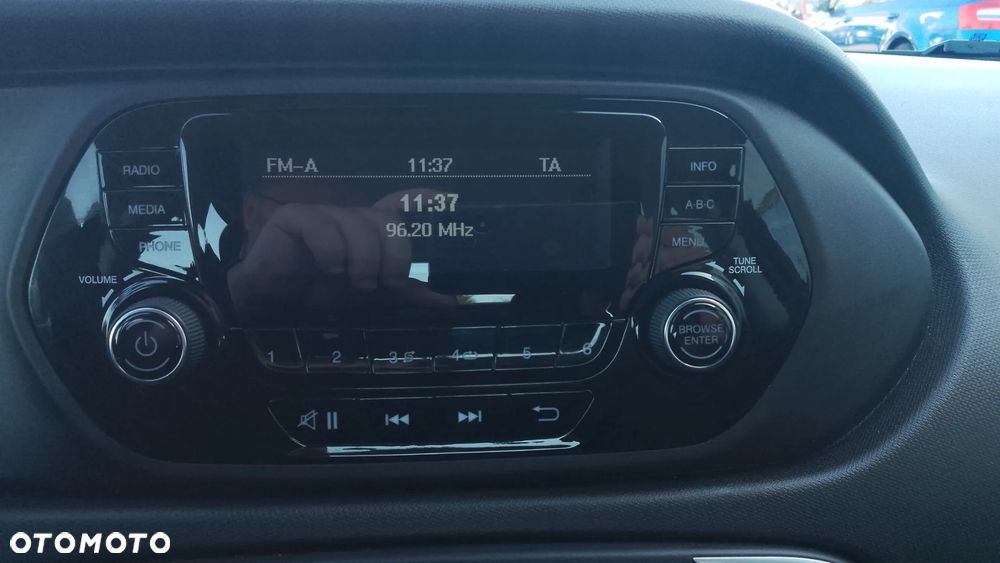 FM-A 11:37 TA
11:37
96.20 MHz
RADIO
MEDIA
PHONE
VOLUME
INFO
A·B·C
MENU
TUNE
SCROLL
BROWSE
ENTER
1 2 3 4 5 6
OTOMOTO